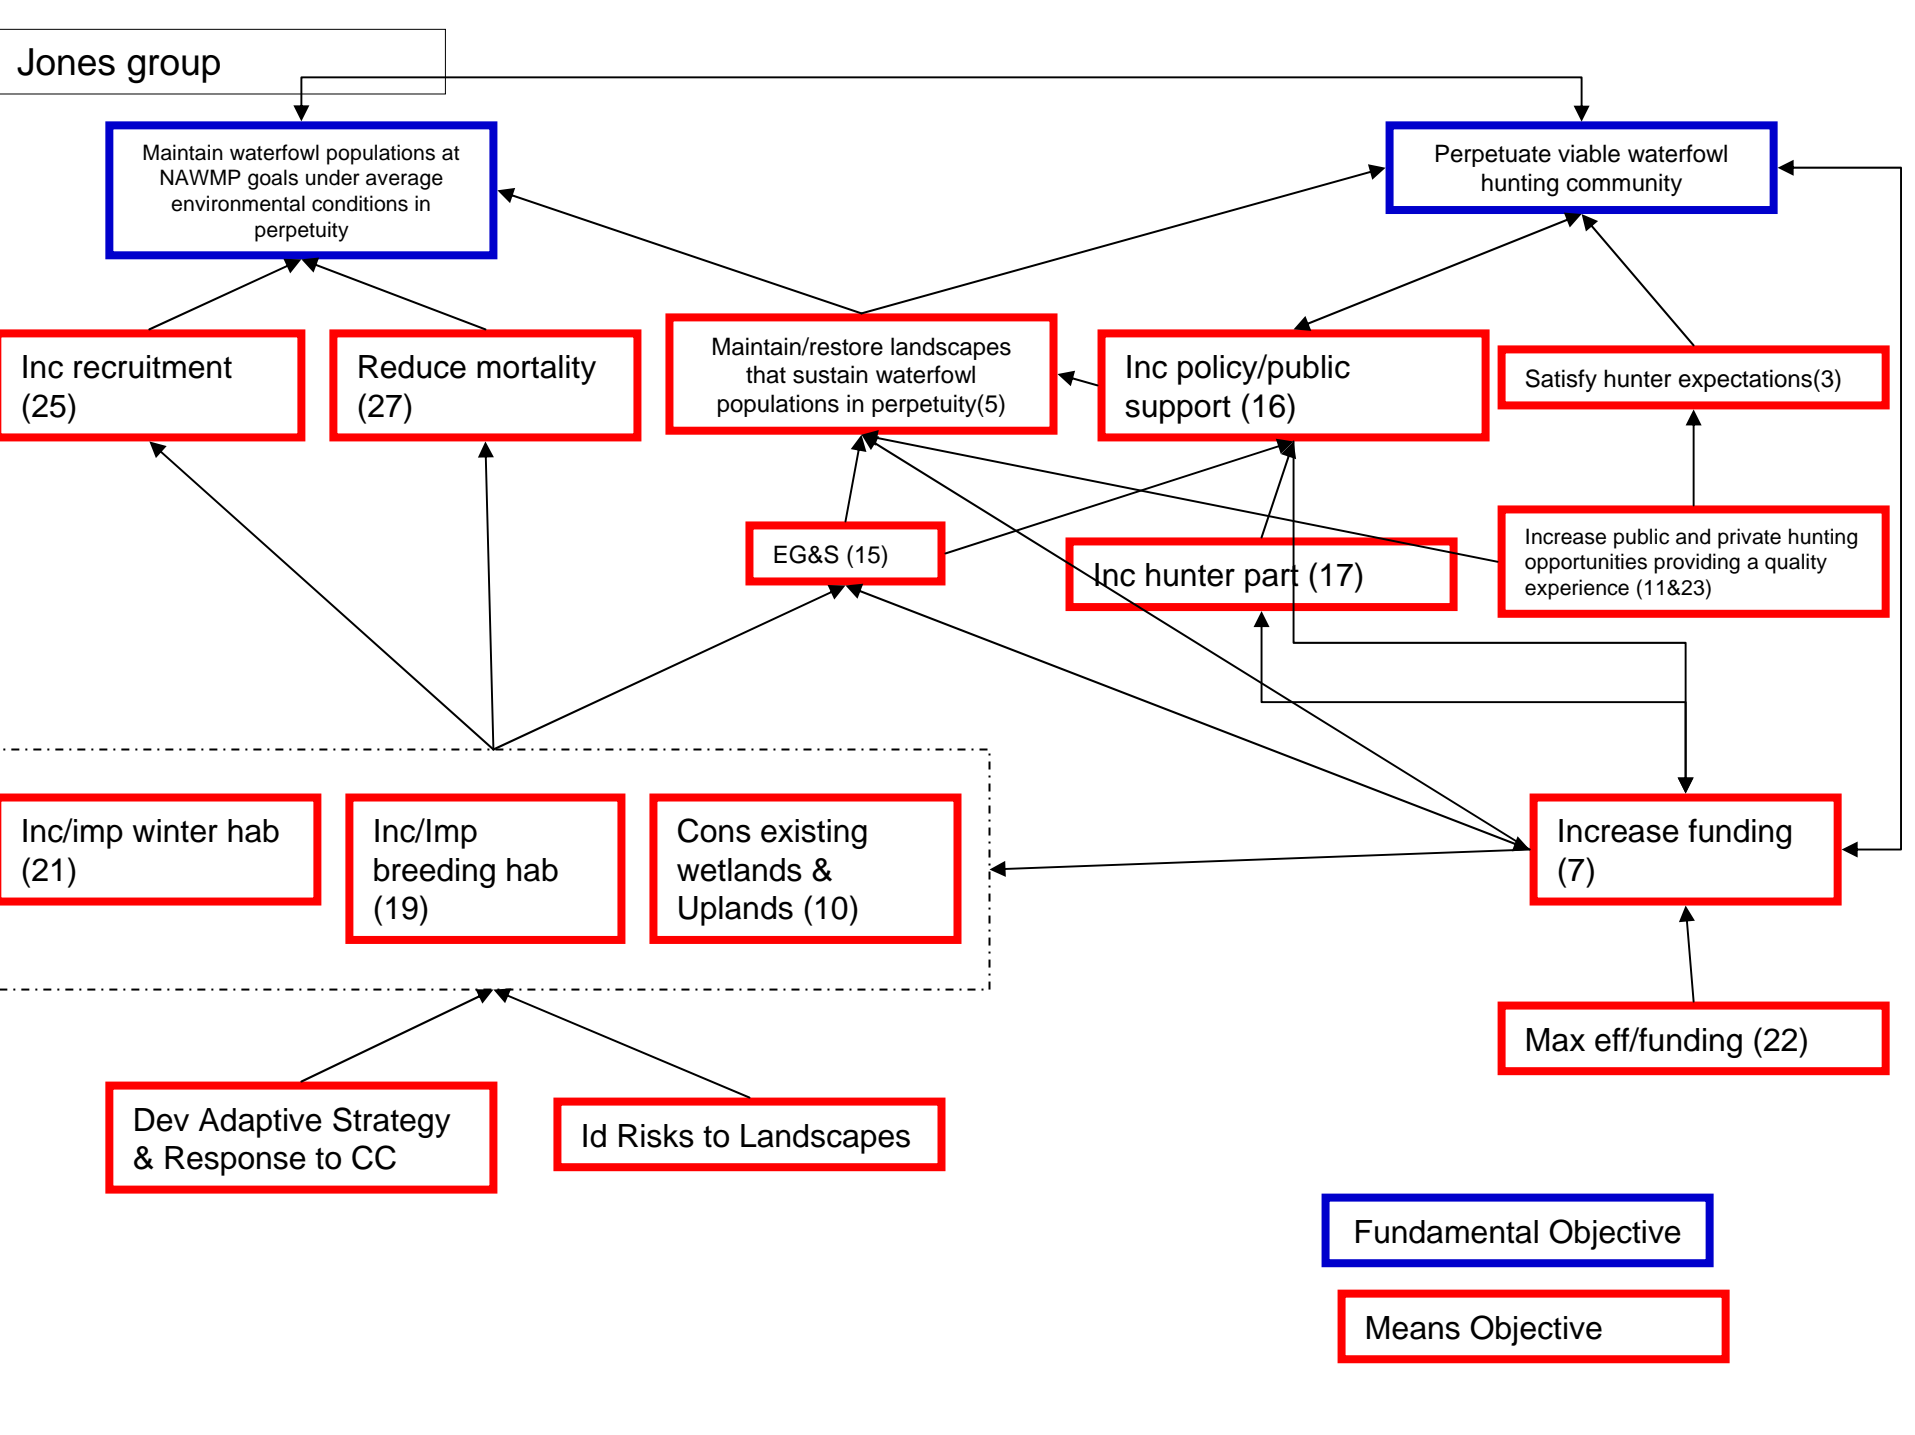 Jones group
Maintain waterfowl populations at
NAWMP goals under average
environmental conditions in
perpetuity
Perpetuate viable waterfowl
hunting community
Inc recruitment
(25)
Reduce mortality
(27)
Maintain/restore landscapes
that sustain waterfowl
populations in perpetuity(5)
Inc policy/public
support (16)
Satisfy hunter expectations(3)
EG&S (15)
Inc hunter part (17)
Increase public and private hunting
opportunities providing a quality
experience (11&23)
Inc/imp winter hab
(21)
Inc/Imp
breeding hab
(19)
Cons existing
wetlands &
Uplands (10)
Increase funding
(7)
Max eff/funding (22)
Dev Adaptive Strategy
& Response to CC
Id Risks to Landscapes
Fundamental Objective
Means Objective